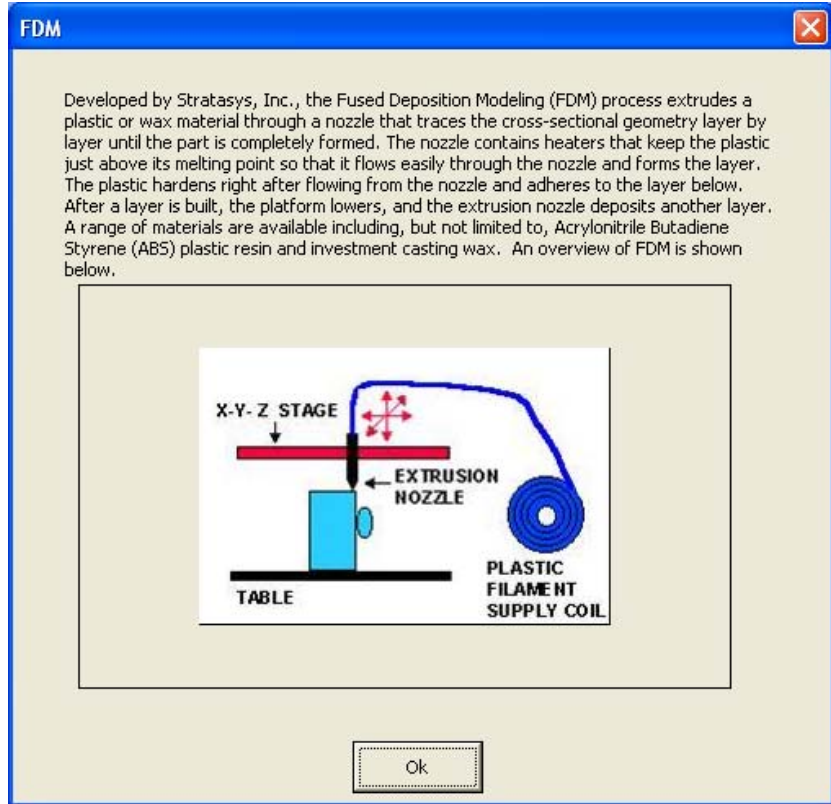 FDM
Developed by Stratasys, Inc., the Fused Deposition Modeling (FDM) process extrudes a
plastic or wax material through a nozzle that traces the cross-sectional geometry layer by
layer until the part is completely formed. The nozzle contains heaters that keep the plastic
just above its melting point so that it flows easily through the nozzle and forms the layer.
The plastic hardens right after flowing from the nozzle and adheres to the layer below.
After a layer is built, the platform lowers, and the extrusion nozzle deposits another layer.
A range of materials are available including, but not limited to, Acrylonitrile Butadiene
Styrene (ABS) plastic resin and investment casting wax.  An overview of FDM is shown
below.
X-Y-Z STAGE
EXTRUSION
NOZZLE
TABLE
PLASTIC
FILAMENT
SUPPLY COIL
Ok